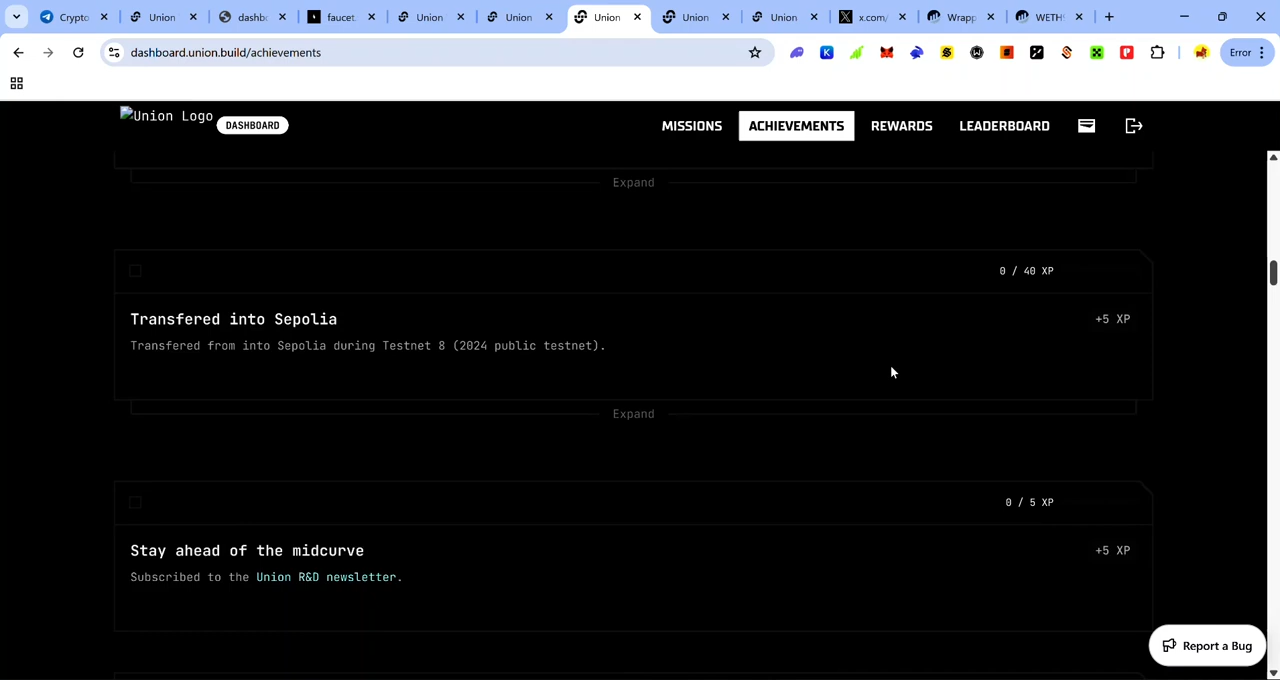 Crypto
Union
dashb
faucet.
Union
Union
Union
Union
Union
x.com/
Wrapp
WETH
dashboard.union.build/achievements
Error
Union Logo
DASHBOARD
MISSIONS
ACHIEVEMENTS
REWARDS
LEADERBOARD
Expand
0 / 40 XP
Transfered into Sepolia
+5 XP
Transfered from into Sepolia during Testnet 8 (2024 public testnet).
Expand
0 / 5 XP
Stay ahead of the midcurve
+5 XP
Subscribed to the Union R&D newsletter.
Report a Bug